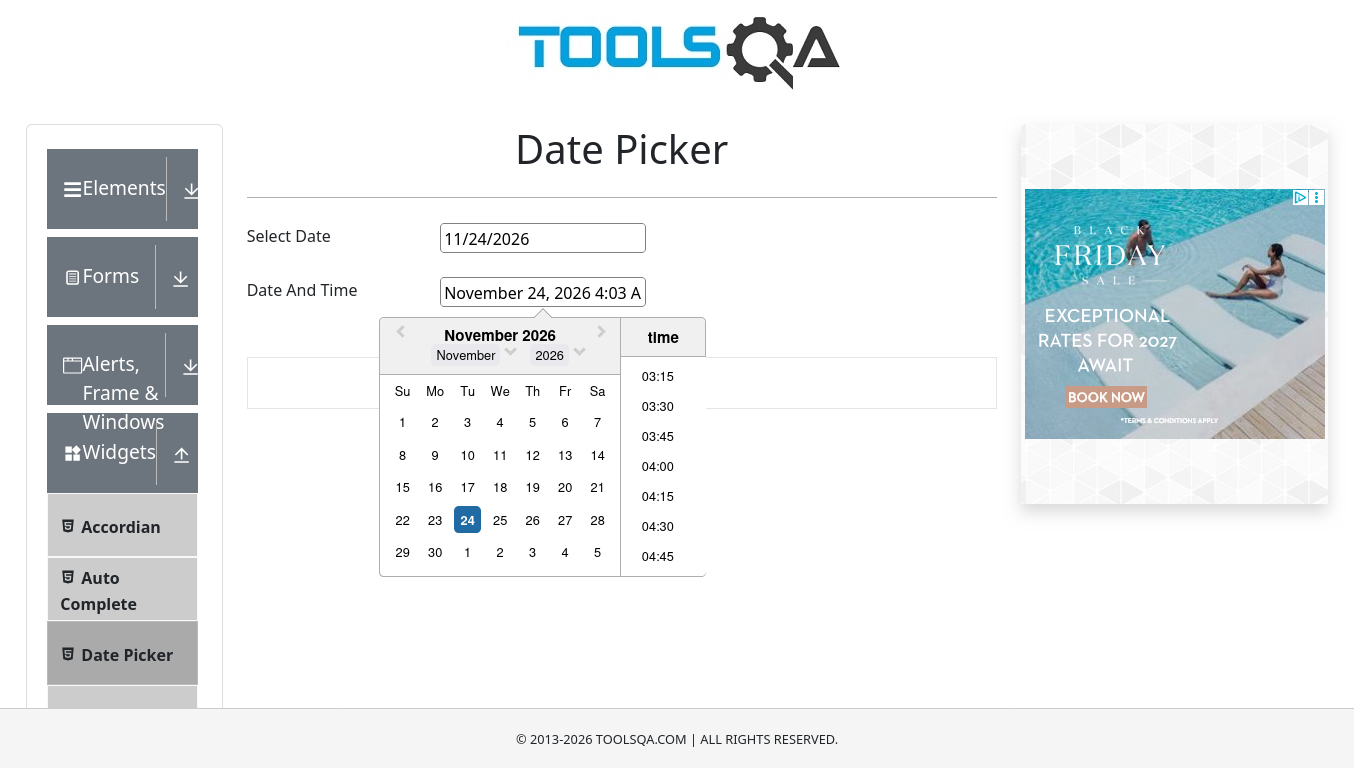 TOOLSQA
Date Picker
Elements
Forms
Alerts,
Frame &
Windows
Widgets
Accordian
Auto
Complete
Date Picker
Select Date
11/24/2026
Date And Time
November 24, 2026 4:03 A
November 2026
November
2026
Su Mo Tu We Th Fr Sa
1 2 3 4 5 6 7
8 9 10 11 12 13 14
15 16 17 18 19 20 21
22 23 24 25 26 27 28
29 30 1 2 3 4 5
time
03:15
03:30
03:45
04:00
04:15
04:30
04:45
BLACK
FRIDAY
SALE
EXCEPTIONAL
RATES FOR 2027
AWAIT
BOOK NOW
*TERMS & CONDITIONS APPLY
© 2013-2026 TOOLSQA.COM | ALL RIGHTS RESERVED.